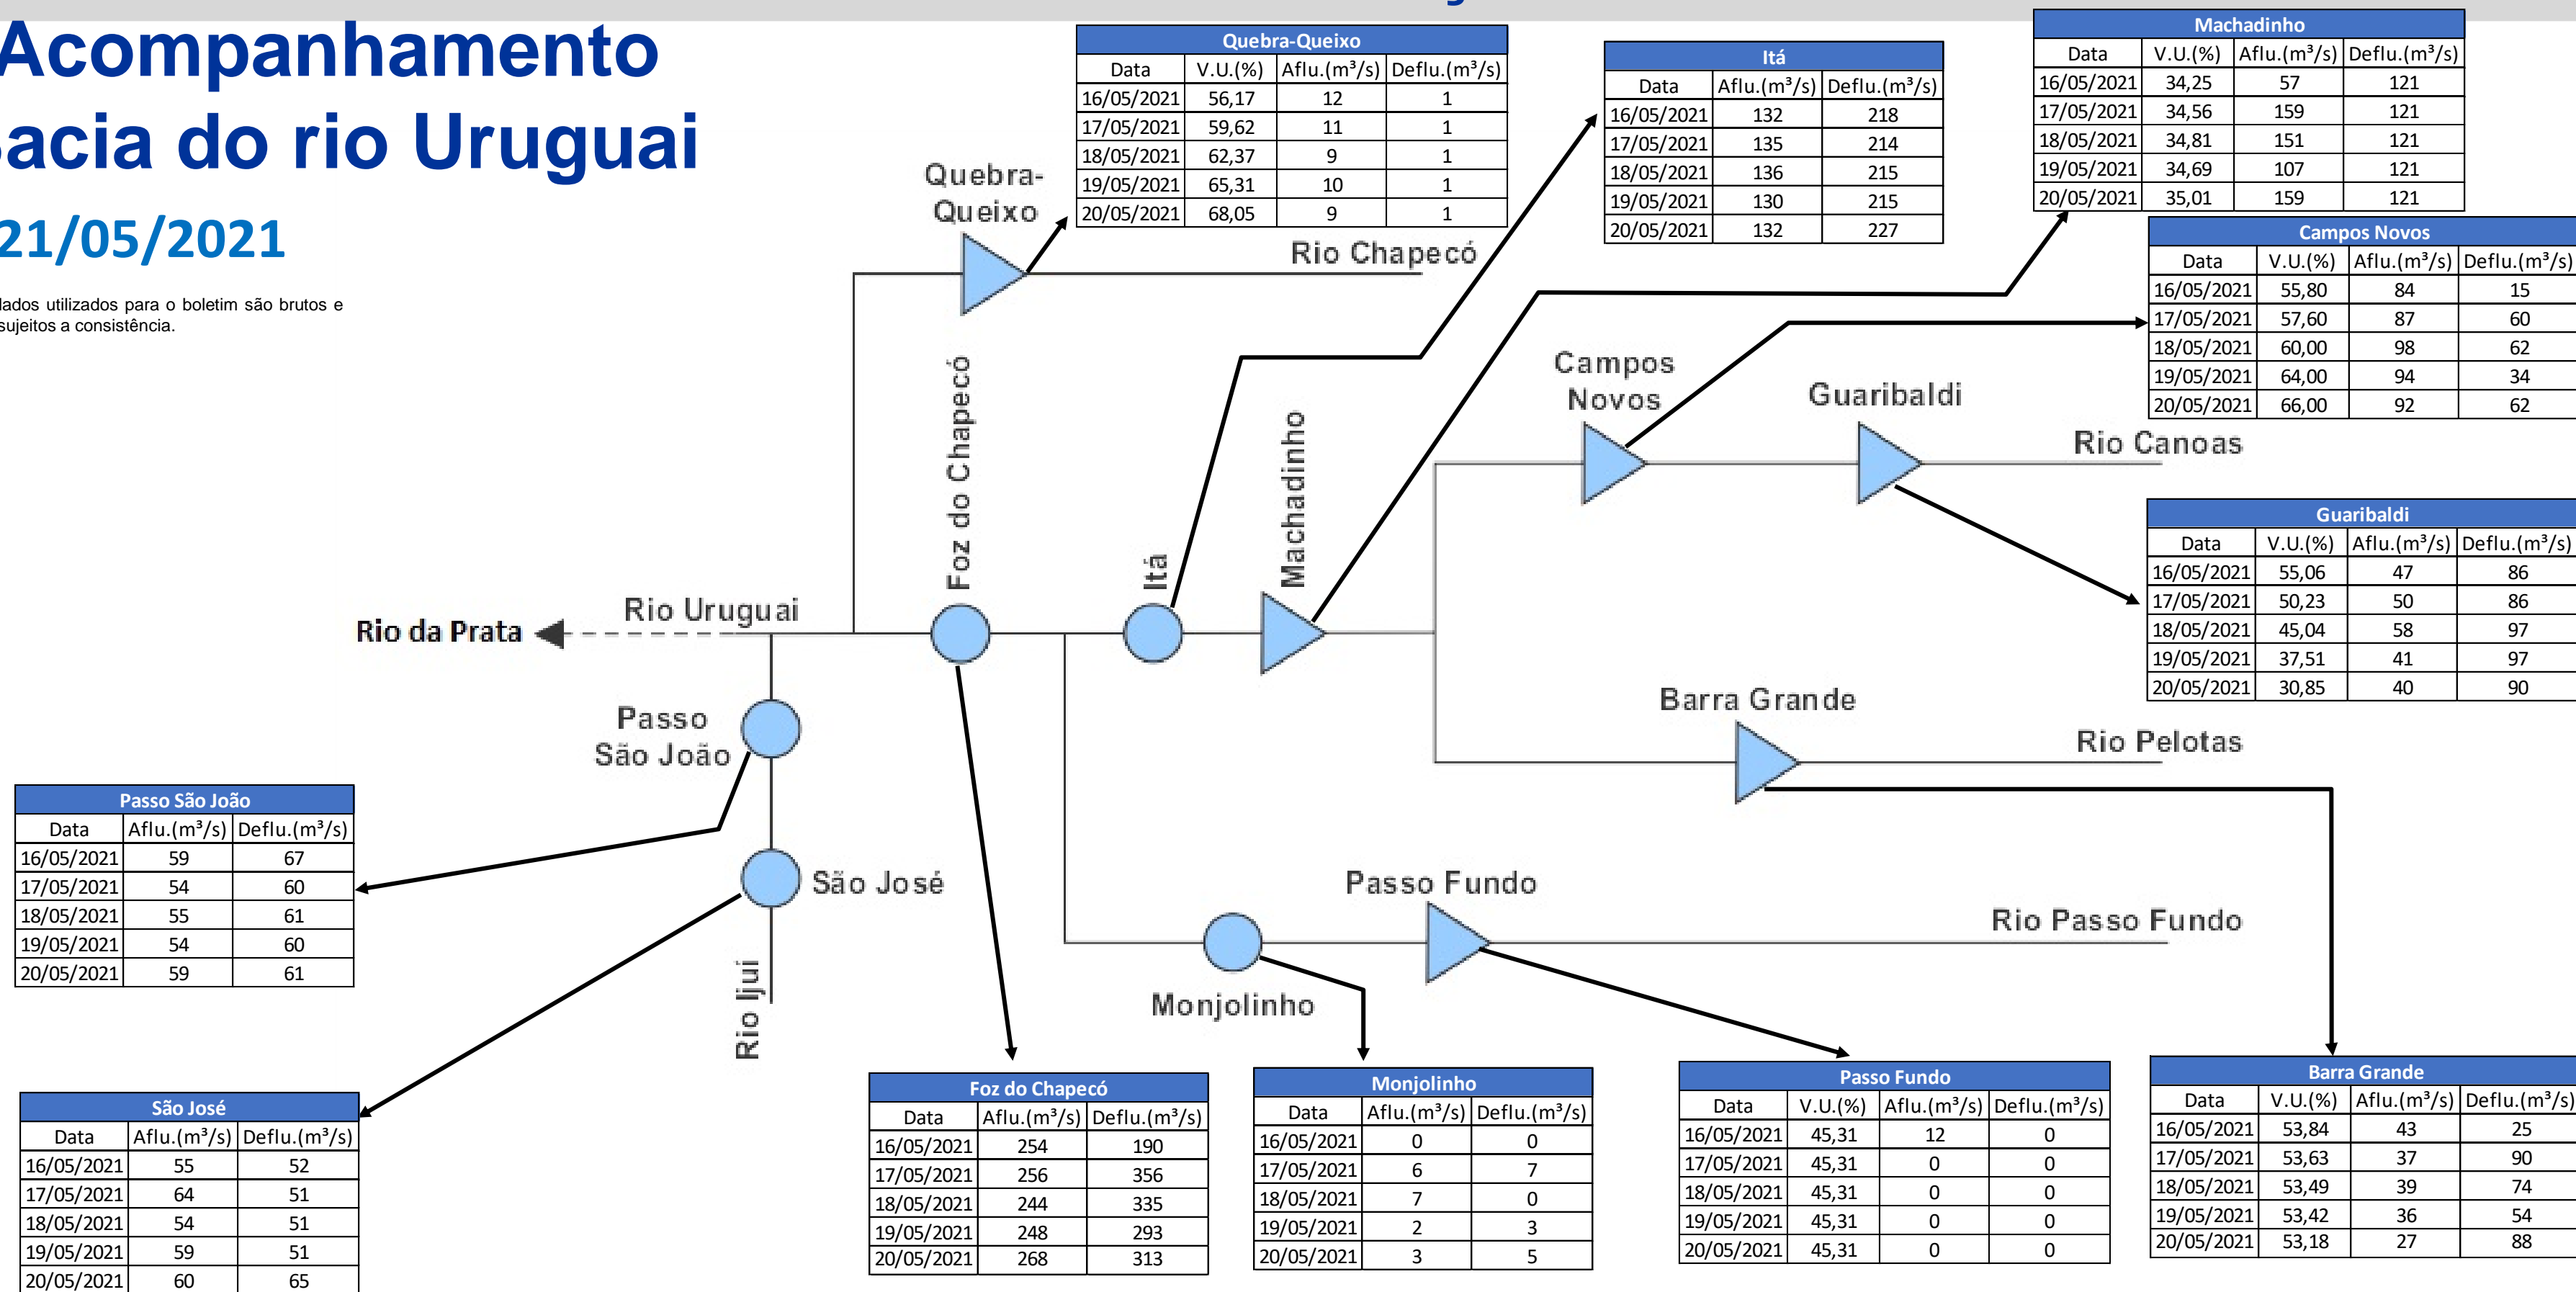 Acompanhamento
acia do rio Uruguai
21/05/2021
dados utilizados para o boletim são brutos e
sujeitos a consistência.
Quebra-Queixo
Data V.U.(%) Aflu.(m³/s) Deflu.(m³/s)
16/05/2021 56,17 12 1
17/05/2021 59,62 11 1
18/05/2021 62,37 9 1
19/05/2021 65,31 10 1
20/05/2021 68,05 9 1
Itá
Data Aflu.(m³/s) Deflu.(m³/s)
16/05/2021 132 218
17/05/2021 135 214
18/05/2021 136 215
19/05/2021 130 215
20/05/2021 132 227
Machadinho
Data V.U.(%) Aflu.(m³/s) Deflu.(m³/s)
16/05/2021 34,25 57 121
17/05/2021 34,56 159 121
18/05/2021 34,81 151 121
19/05/2021 34,69 107 121
20/05/2021 35,01 159 121
Campos Novos
Data V.U.(%) Aflu.(m³/s) Deflu.(m³/s)
16/05/2021 55,80 84 15
17/05/2021 57,60 87 60
18/05/2021 60,00 98 62
19/05/2021 64,00 94 34
20/05/2021 66,00 92 62
Quebra-
Queixo
Rio Chapecó
Foz do Chapecó
Itá
Machadinho
Campos
Novos
Guaribaldi
Rio Canoas
Guaribaldi
Data V.U.(%) Aflu.(m³/s) Deflu.(m³/s)
16/05/2021 55,06 47 86
17/05/2021 50,23 50 86
18/05/2021 45,04 58 97
19/05/2021 37,51 41 97
20/05/2021 30,85 40 90
Rio da Prata
Rio Uruguai
Passo
São João
Barra Grande
Rio Pelotas
São José
Rio Ijui
Passo Fundo
Rio Passo Fundo
Monjolinho
Passo São João
Data Aflu.(m³/s) Deflu.(m³/s)
16/05/2021 59 67
17/05/2021 54 60
18/05/2021 55 61
19/05/2021 54 60
20/05/2021 59 61
São José
Data Aflu.(m³/s) Deflu.(m³/s)
16/05/2021 55 52
17/05/2021 64 51
18/05/2021 54 51
19/05/2021 59 51
20/05/2021 60 65
Foz do Chapecó
Data Aflu.(m³/s) Deflu.(m³/s)
16/05/2021 254 190
17/05/2021 256 356
18/05/2021 244 335
19/05/2021 248 293
20/05/2021 268 313
Monjolinho
Data Aflu.(m³/s) Deflu.(m³/s)
16/05/2021 0 0
17/05/2021 6 7
18/05/2021 7 0
19/05/2021 2 3
20/05/2021 3 5
Passo Fundo
Data V.U.(%) Aflu.(m³/s) Deflu.(m³/s)
16/05/2021 45,31 12 0
17/05/2021 45,31 0 0
18/05/2021 45,31 0 0
19/05/2021 45,31 0 0
20/05/2021 45,31 0 0
Barra Grande
Data V.U.(%) Aflu.(m³/s) Deflu.(m³/s)
16/05/2021 53,84 43 25
17/05/2021 53,63 37 90
18/05/2021 53,49 39 74
19/05/2021 53,42 36 54
20/05/2021 53,18 27 88